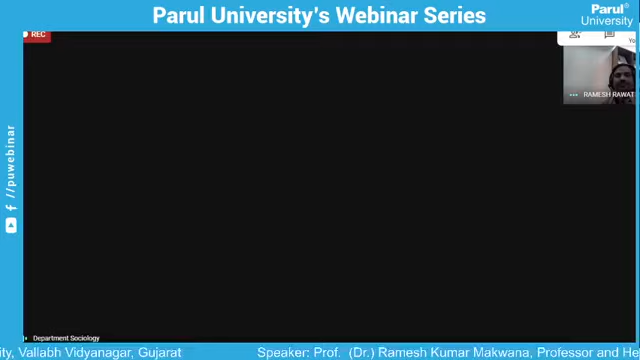 Parul University's Webinar Series
Parul®
University
REC
RAMESH RAWAT
//puwebinar
Department Sociology
ity, Vallabh Vidyanagar, Gujarat
Speaker: Prof. (Dr.) Ramesh Kumar Makwana, Professor and He